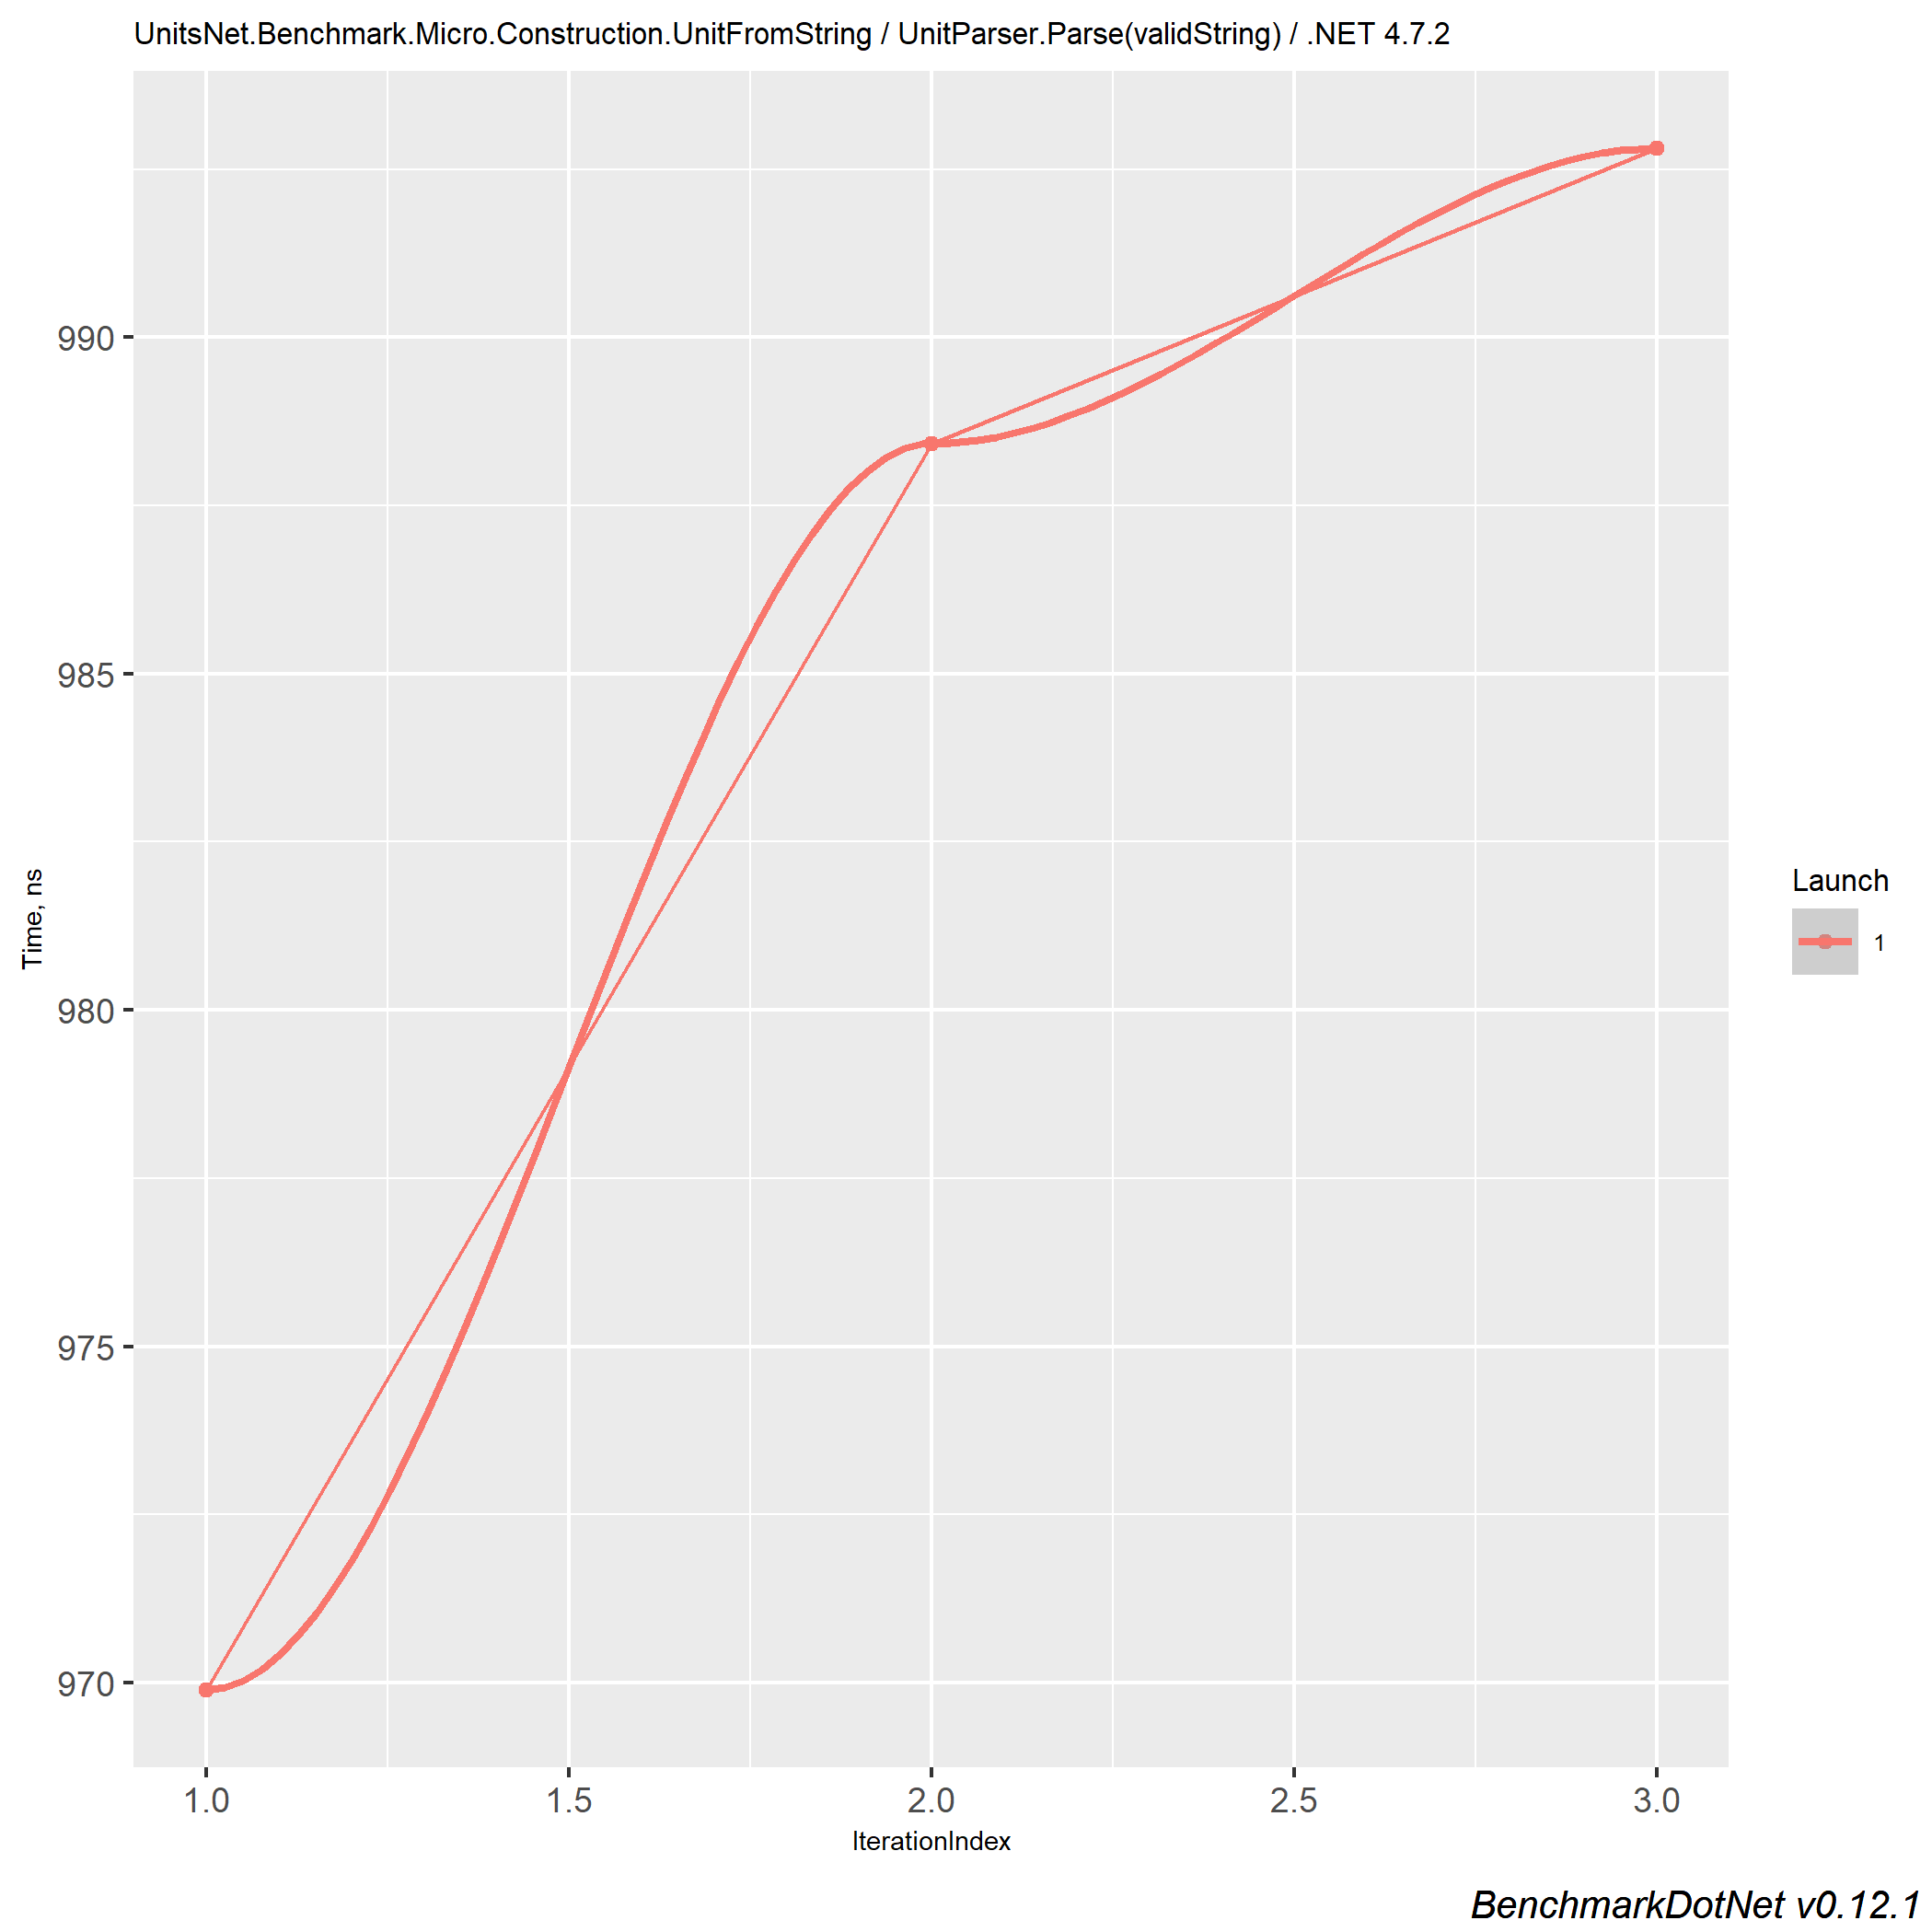 UnitsNet.Benchmark.Micro.Construction.UnitFromString / UnitParser.Parse(validString) / .NET 4.7.2
990
985
980
975
970
Time, ns
1.0 1.5 2.0 2.5 3.0
IterationIndex
Launch
1
BenchmarkDotNet v0.12.1